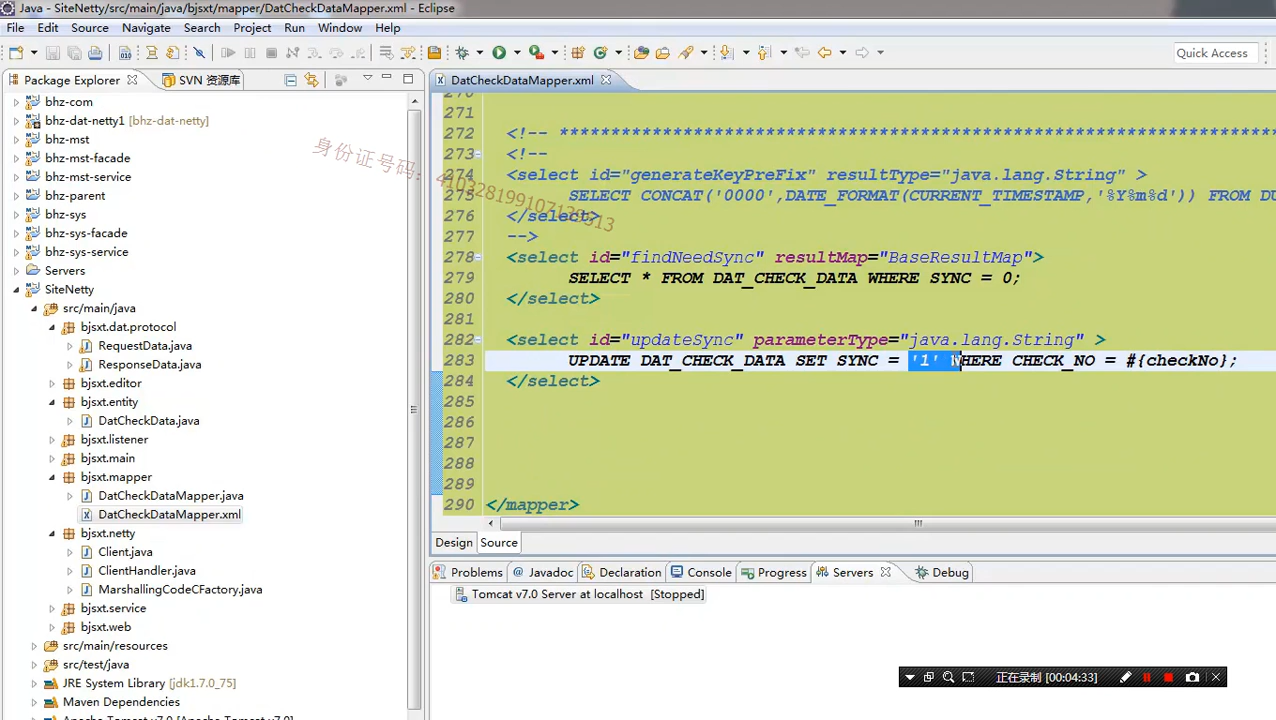 Java - SiteNetty/src/main/java/bjsxt/mapper/DatCheckDataMapper.xml - Eclipse
File Edit Source Navigate Search Project Run Window Help
Quick Access
Package Explorer SVN 资源库
bhz-com
bhz-dat-netty1 [bhz-dat-netty]
bhz-mst
bhz-mst-facade
bhz-mst-service
bhz-parent
bhz-sys
bhz-sys-facade
bhz-sys-service
Servers
SiteNetty
src/main/java
bjsxt.dat.protocol
RequestData.java
ResponseData.java
bjsxt.editor
bjsxt.entity
DatCheckData.java
bjsxt.listener
bjsxt.main
bjsxt.mapper
DatCheckDataMapper.java
DatCheckDataMapper.xml
bjsxt.netty
Client.java
ClientHandler.java
MarshallingCodeCFactory.java
bjsxt.service
bjsxt.web
src/main/resources
src/test/java
JRE System Library [jdk1.7.0_75]
Maven Dependencies
Apache Tomcat v7.0 [Apache Tomcat v7.0]
DatCheckDataMapper.xml
270
271
272 <!-- **********************************************************************
273 <!--
274 <select id="generateKeyPreFix" resultType="java.lang.String" >
275 SELECT CONCAT('0000',DATE_FORMAT(CURRENT_TIMESTAMP,'%Y%m%d')) FROM DU
276 </select>
277 -->
278 <select id="findNeedSync" resultMap="BaseResultMap">
279 SELECT * FROM DAT_CHECK_DATA WHERE SYNC = 0;
280 </select>
281
282 <select id="updateSync" parameterType="java.lang.String" >
283 UPDATE DAT_CHECK_DATA SET SYNC = '1' WHERE CHECK_NO = #{checkNo};
284 </select>
285
286
287
288
289
290 </mapper>
Design Source
Problems Javadoc Declaration Console Progress Servers Debug
Tomcat v7.0 Server at localhost [Stopped]
正在录制 [00:04:33]